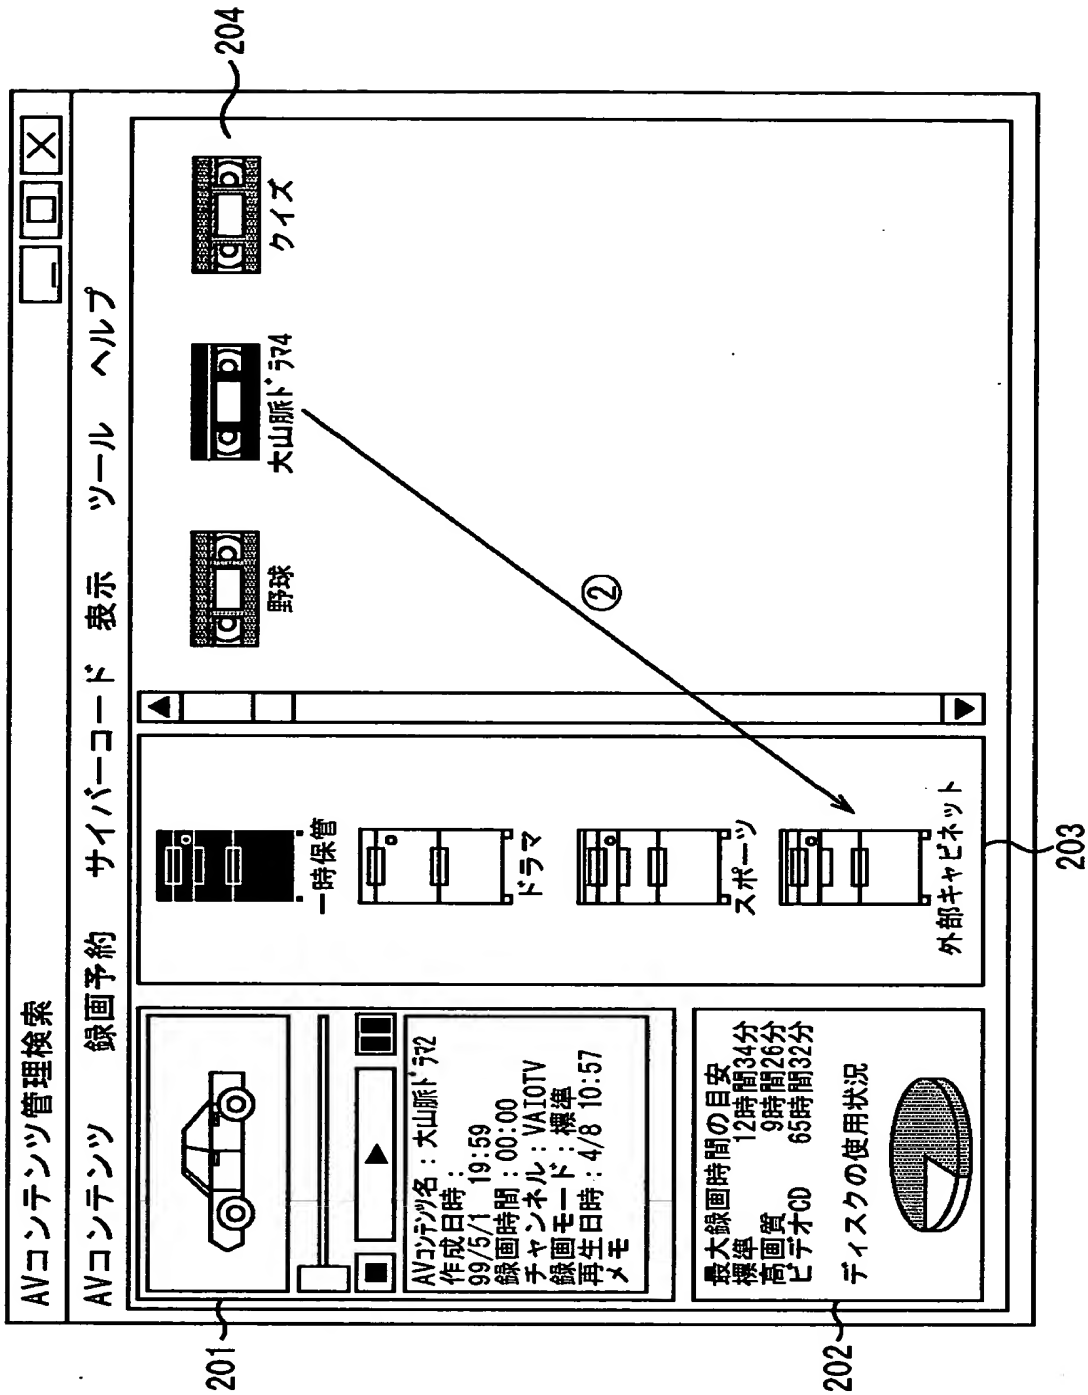 AVコンテンツ管理検索
AVコンテンツ 録画予約 サイバーコード 表示 ツール ヘルプ
201
AVコンテンツ名:大山脈ドラマ2
作成日時:
99/5/1 19:59
録画時間:00:00
チャンネル:VAIOTV
録画モード:標準
再生日時:4/8 10:57
メモ
202
最大録画時間の目安
標準 12時間34分
高画質 9時間26分
ビデオCD 65時間32分
ディスクの使用状況
一時保管
ドラマ
スポーツ
外部キャビネット
203
野球
大山脈ドラマ4
クイズ
204
②